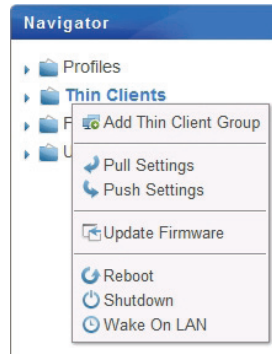 Navigator
Profiles
Thin Clients
F
Add Thin Client Group
U
Pull Settings
Push Settings
Update Firmware
Reboot
Shutdown
Wake On LAN